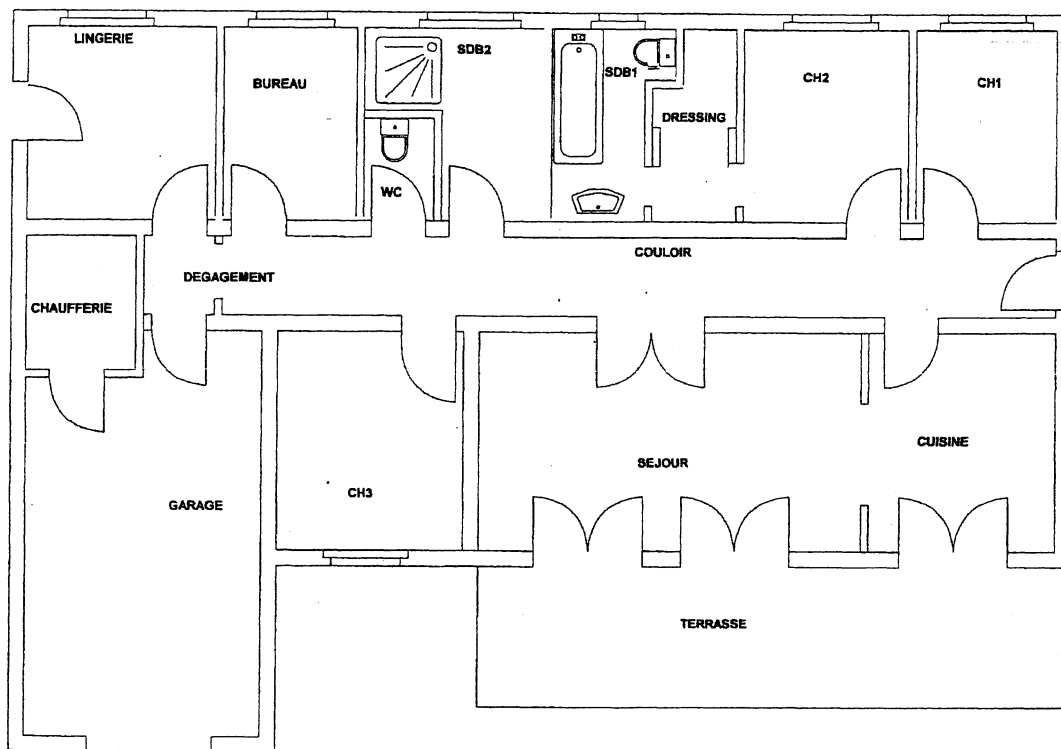 LINGERIE
BUREAU
SDB2
SDB1
DRESSING
CH2
CH1
WC
DEGAGEMENT
COULOIR
CHAUFFERIE
GARAGE
CH3
SEJOUR
CUISINE
TERRASSE